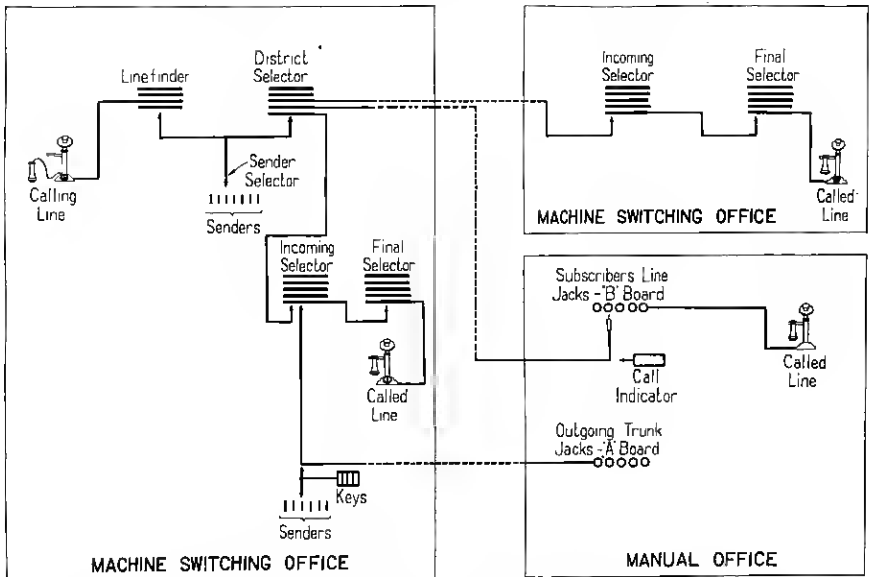 Linefinder
District
Selector
Calling
Line
Sender
Selector
Senders
Incoming
Selector
Final
Selector
Called
Line
Keys
Senders
MACHINE SWITCHING OFFICE
Incoming
Selector
Final
Selector
Called
Line
MACHINE SWITCHING OFFICE
Subscribers Line
Jacks - "B" Board
Called
Line
Call
Indicator
Outgoing Trunk
Jacks - "A" Board
MANUAL OFFICE